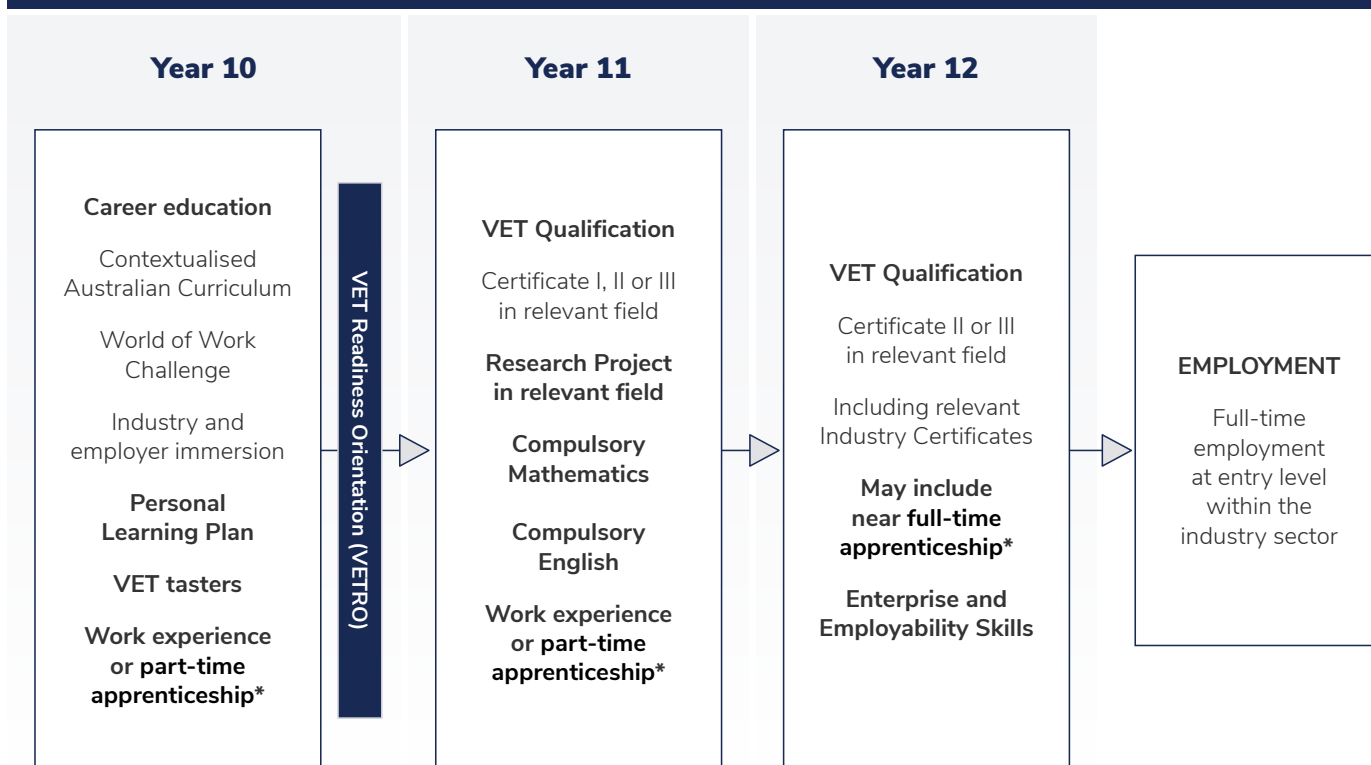 Year 10
Career education
Contextualised
Australian Curriculum
World of Work
Challenge
Industry and
employer immersion
Personal
Learning Plan
VET tasters
Work experience
or part-time
apprenticeship*
VET Readiness Orientation (VETRO)
Year 11
VET Qualification
Certificate I, II or III
in relevant field
Research Project
in relevant field
Compulsory
Mathematics
Compulsory
English
Work experience
or part-time
apprenticeship*
Year 12
VET Qualification
Certificate II or III
in relevant field
Including relevant
Industry Certificates
May include
near full-time
apprenticeship*
Enterprise and
Employability Skills
EMPLOYMENT
Full-time
employment
at entry level
within the
industry sector